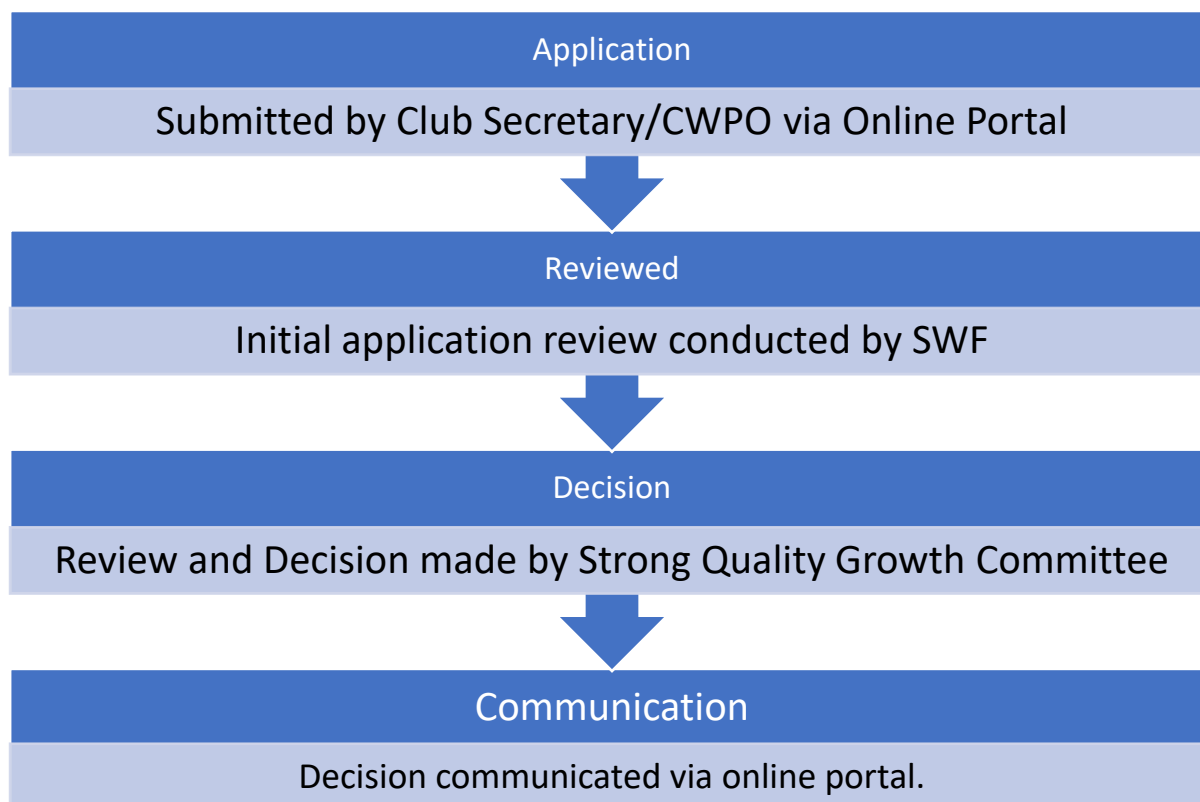 Application
Submitted by Club Secretary/CWPO via Online Portal
Reviewed
Initial application review conducted by SWF
Decision
Review and Decision made by Strong Quality Growth Committee
Communication
Decision communicated via online portal.